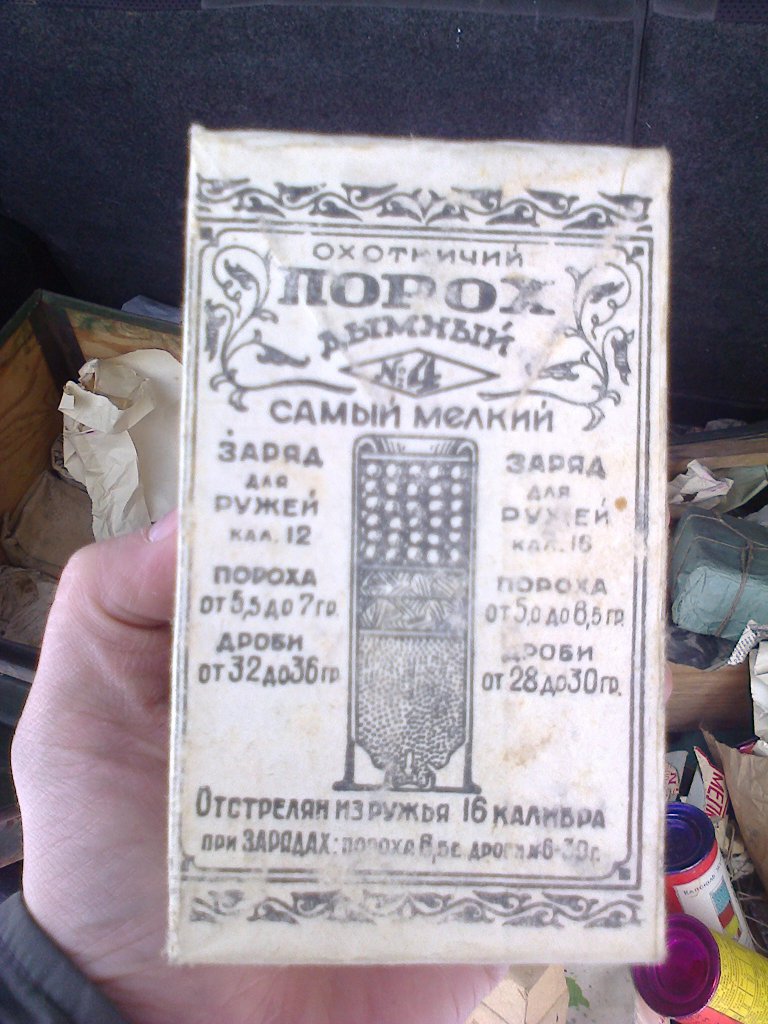 ОХОТНИЧИЙ
ПОРОХ
ДЫМНЫЙ
№4
САМЫЙ МЕЛКИЙ
ЗАРЯД
ДЛЯ
РУЖЕЙ
КАЛ. 12
ПОРОХА
ОТ 5,5 ДО 7 ГР.
ДРОБИ
ОТ 32 ДО 36 ГР.
ЗАРЯД
ДЛЯ
РУЖЕЙ
КАЛ. 16
ПОРОХА
ОТ 5,0 ДО 6,5 ГР.
ДРОБИ
ОТ 28 ДО 30 ГР.
ОТСТРЕЛЯН ИЗ РУЖЬЯ 16 КАЛИБРА
ПРИ ЗАРЯДАХ: ПОРОХА